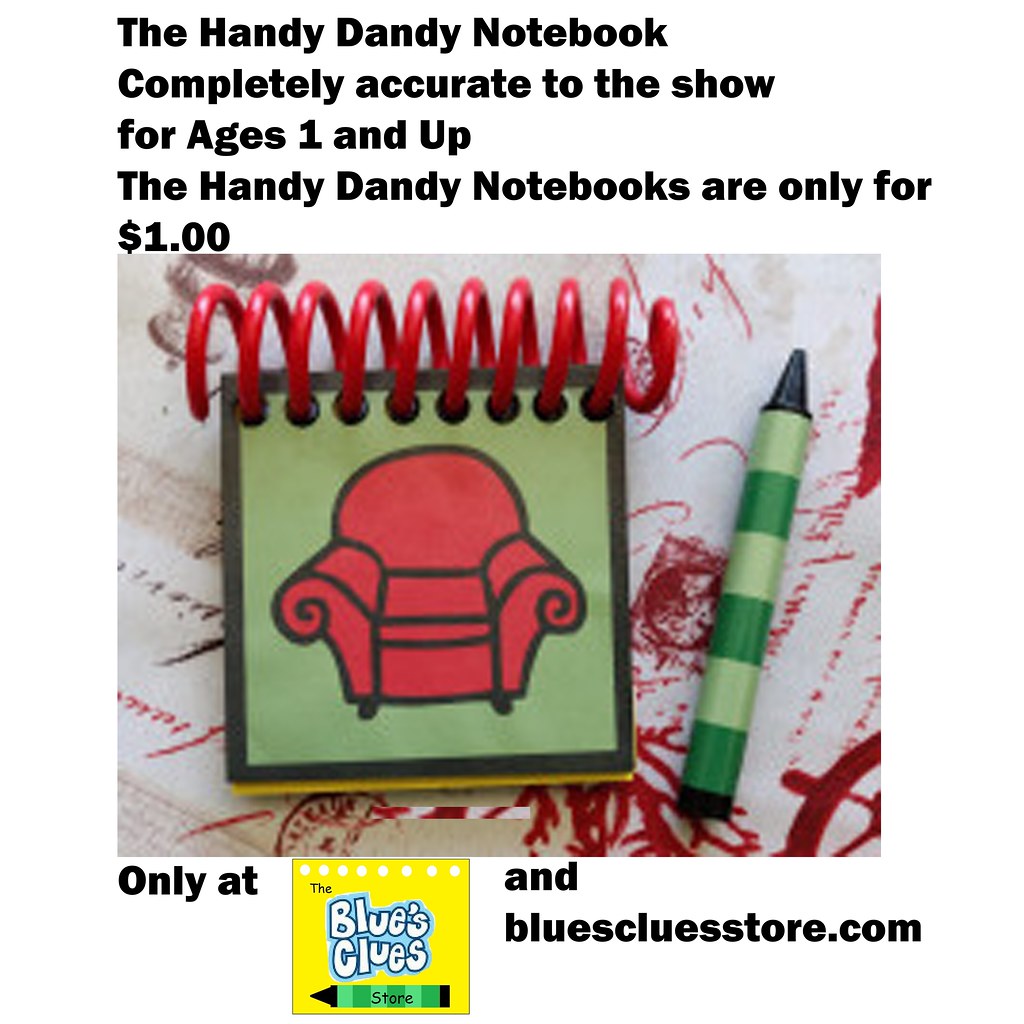 The Handy Dandy Notebook
Completely accurate to the show
for Ages 1 and Up
The Handy Dandy Notebooks are only for
$1.00
Only at
The
Blue's
Clues
Store
and
bluescluesstore.com